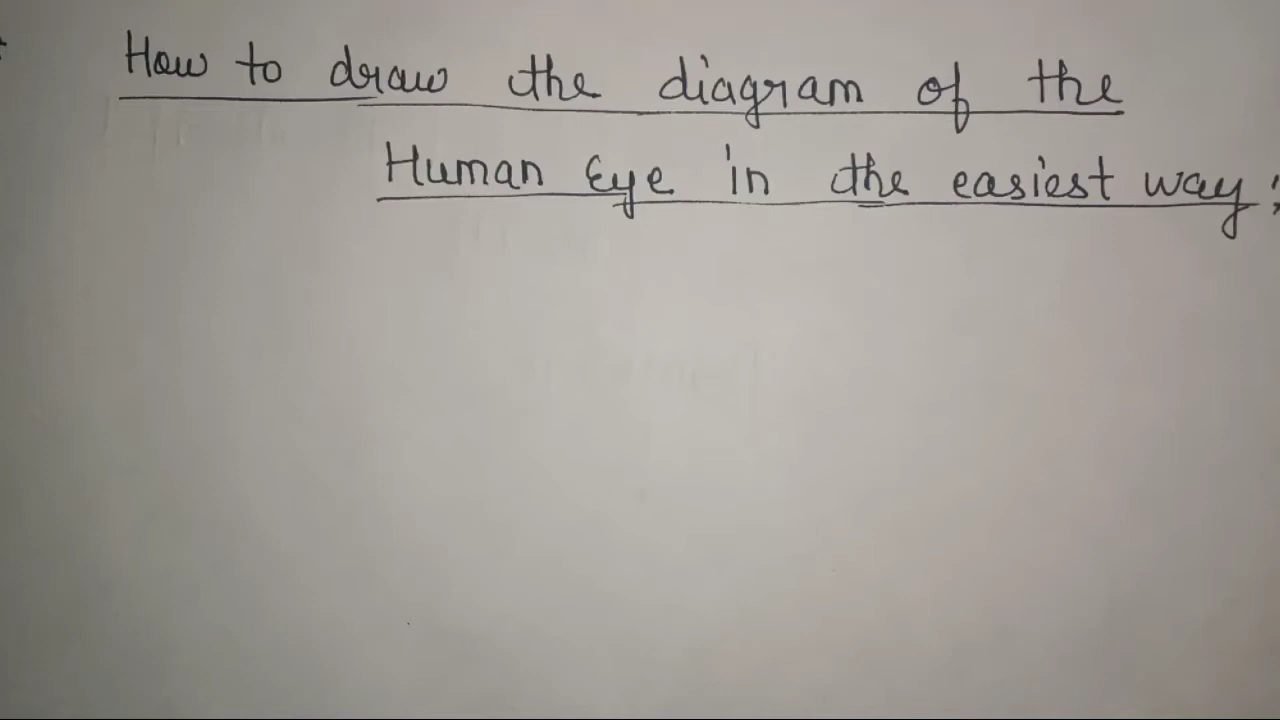 How to draw the diagram of the
Human Eye in the easiest way: